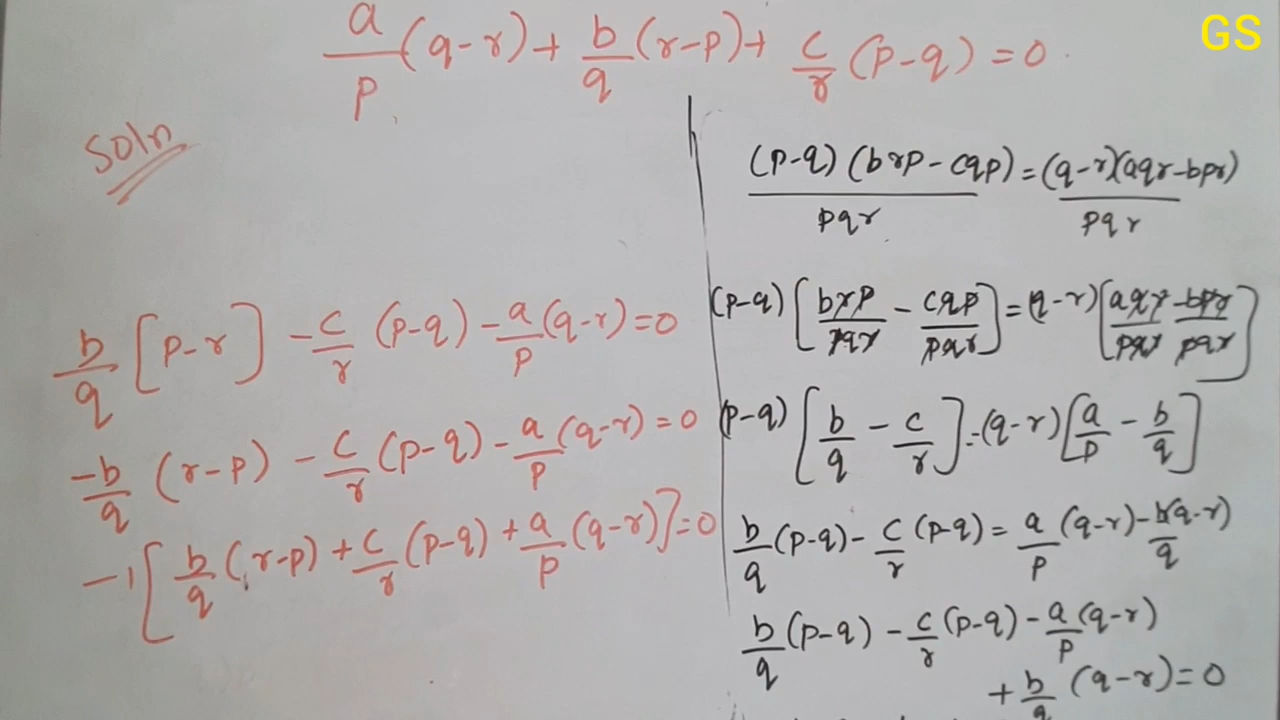 GS
a/p (q-r) + b/q (r-p) + c/r (p-q) = 0.
Soln
b/q [p-r] - c/r (p-q) - a/p (q-r) = 0
-b/q (r-p) - c/r (p-q) - a/p (q-r) = 0
-1[b/q (r-p) + c/r (p-q) + a/p (q-r)] = 0
(p-q)(brp - cqp)/pqr = (q-r)(aqr-bpr)/pqr
(p-q)[brp/pqr - cqp/pqr] = (q-r)[aqr/pqr - bpr/pqr]
(p-q)[b/q - c/r] = (q-r)[a/p - b/q]
b/q (p-q) - c/r (p-q) = a/p (q-r) - b(q-r)/q
b/q (p-q) - c/r (p-q) - a/p (q-r)
+ b/q (q-r) = 0